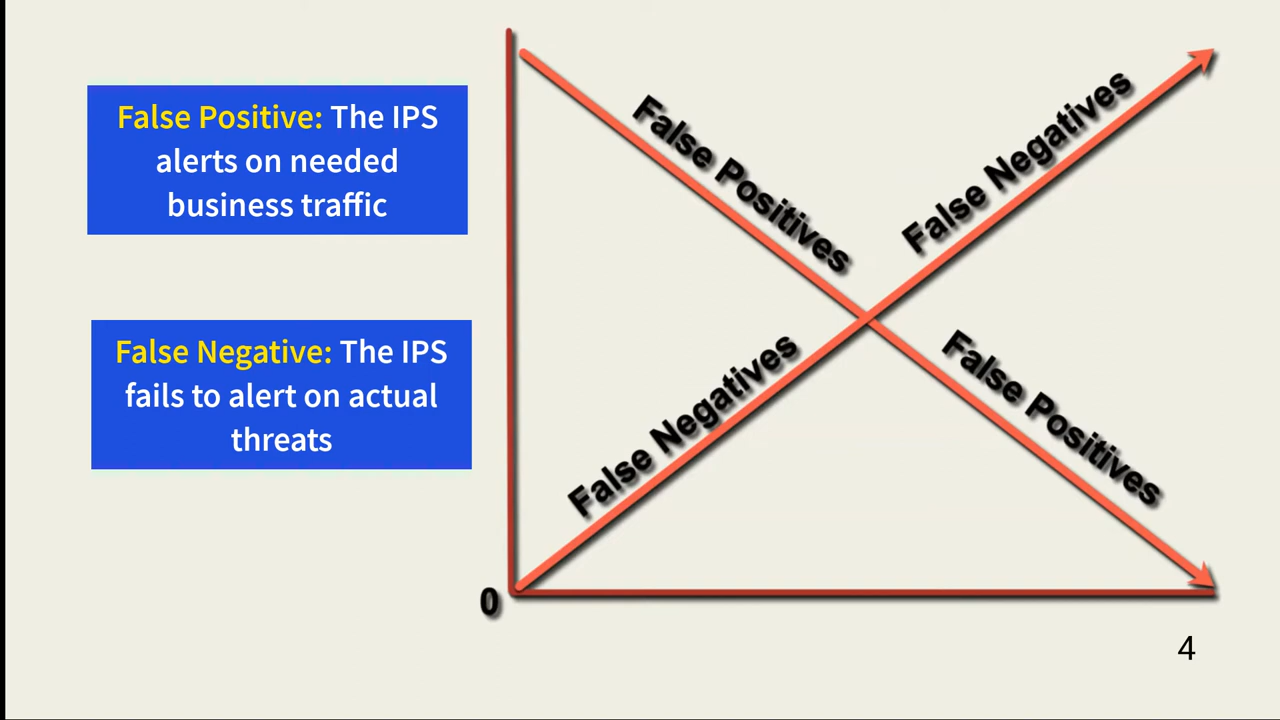 False Positive: The IPS
alerts on needed
business traffic
False Negative: The IPS
fails to alert on actual
threats
False Positives
False Negatives
False Negatives
False Positives
0
4